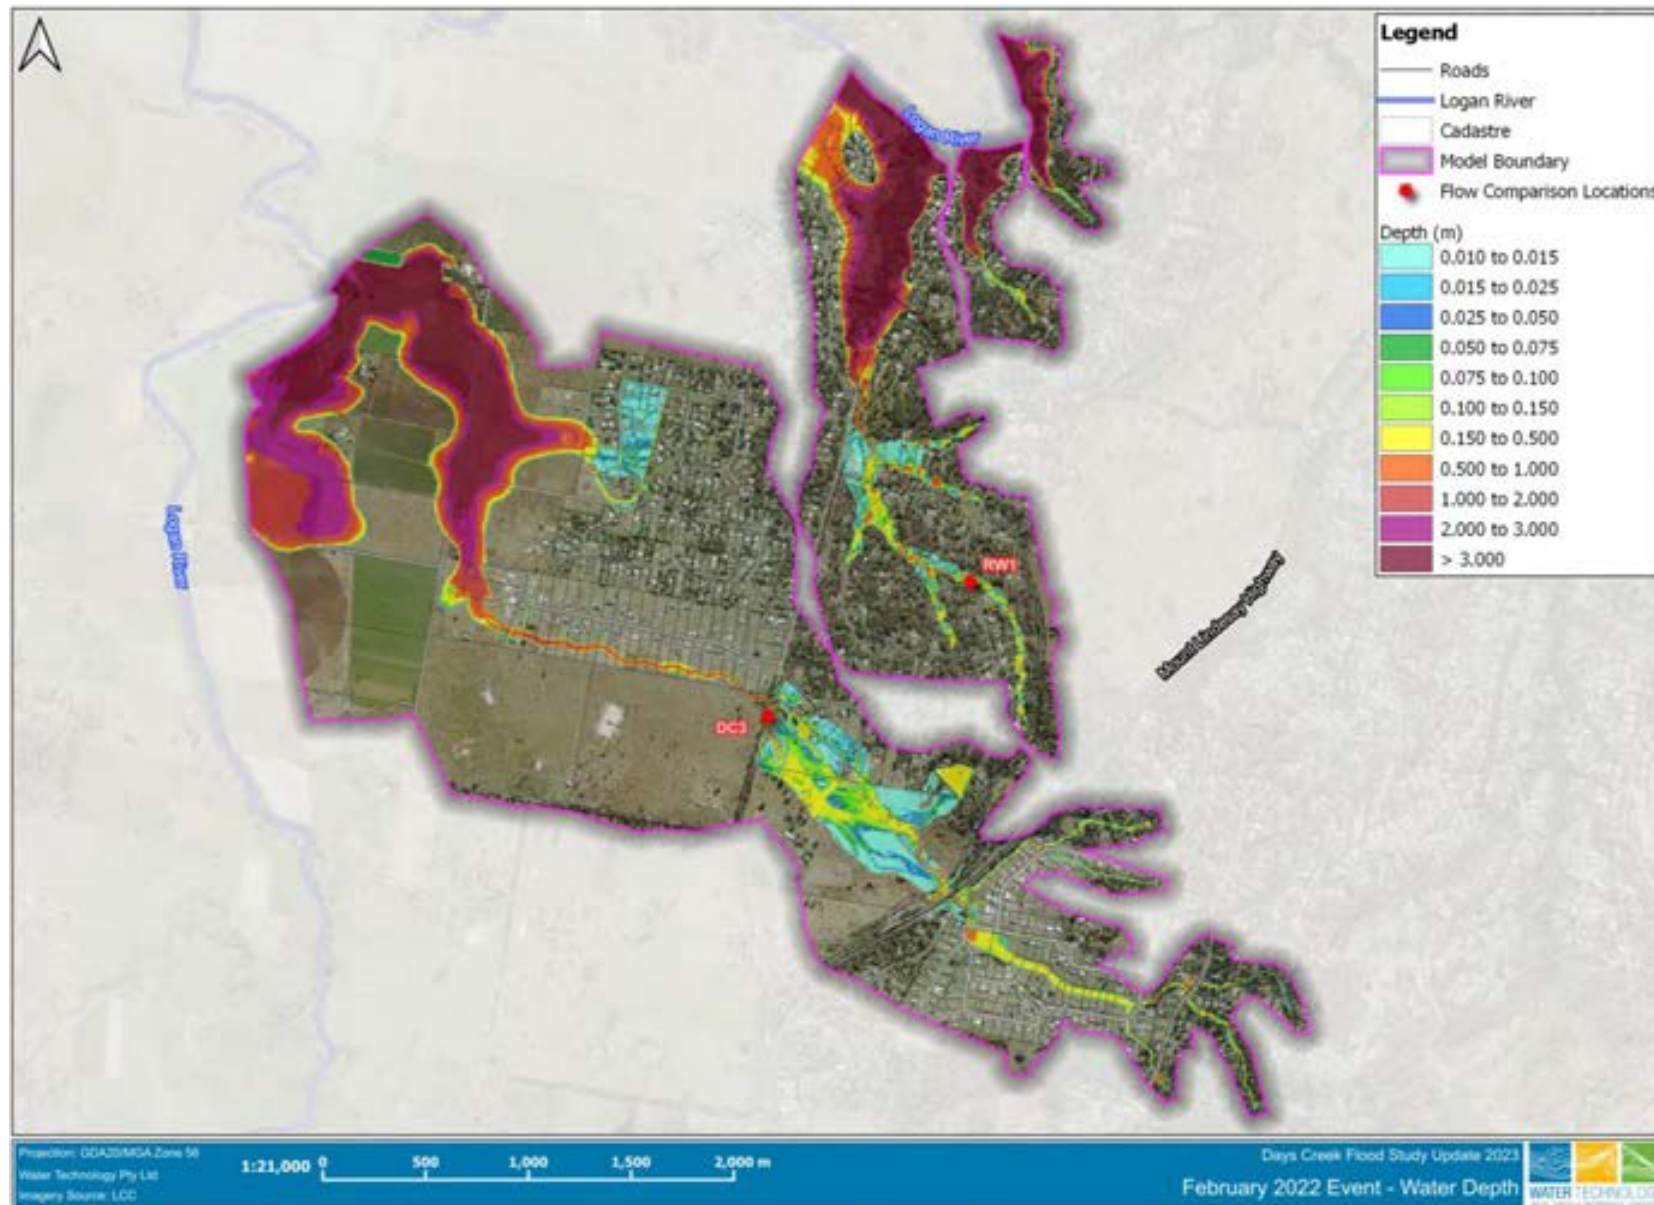 Legend
Roads
Logan River
Cadastre
Model Boundary
Flow Comparison Locations
Depth (m)
0.010 to 0.015
0.015 to 0.025
0.025 to 0.050
0.050 to 0.075
0.075 to 0.100
0.100 to 0.150
0.150 to 0.500
0.500 to 1.000
1.000 to 2.000
2.000 to 3.000
> 3.000
Logan River
Logan River
RW1
Mount Lindesay Highway
DC3
Projection: GDA20/MGA Zone 56
Water Technology Pty Ltd
Imagery Source: LCC
1:21,000 0 500 1,000 1,500 2,000 m
Days Creek Flood Study Update 2023
February 2022 Event - Water Depth
WATER TECHNOLOGY